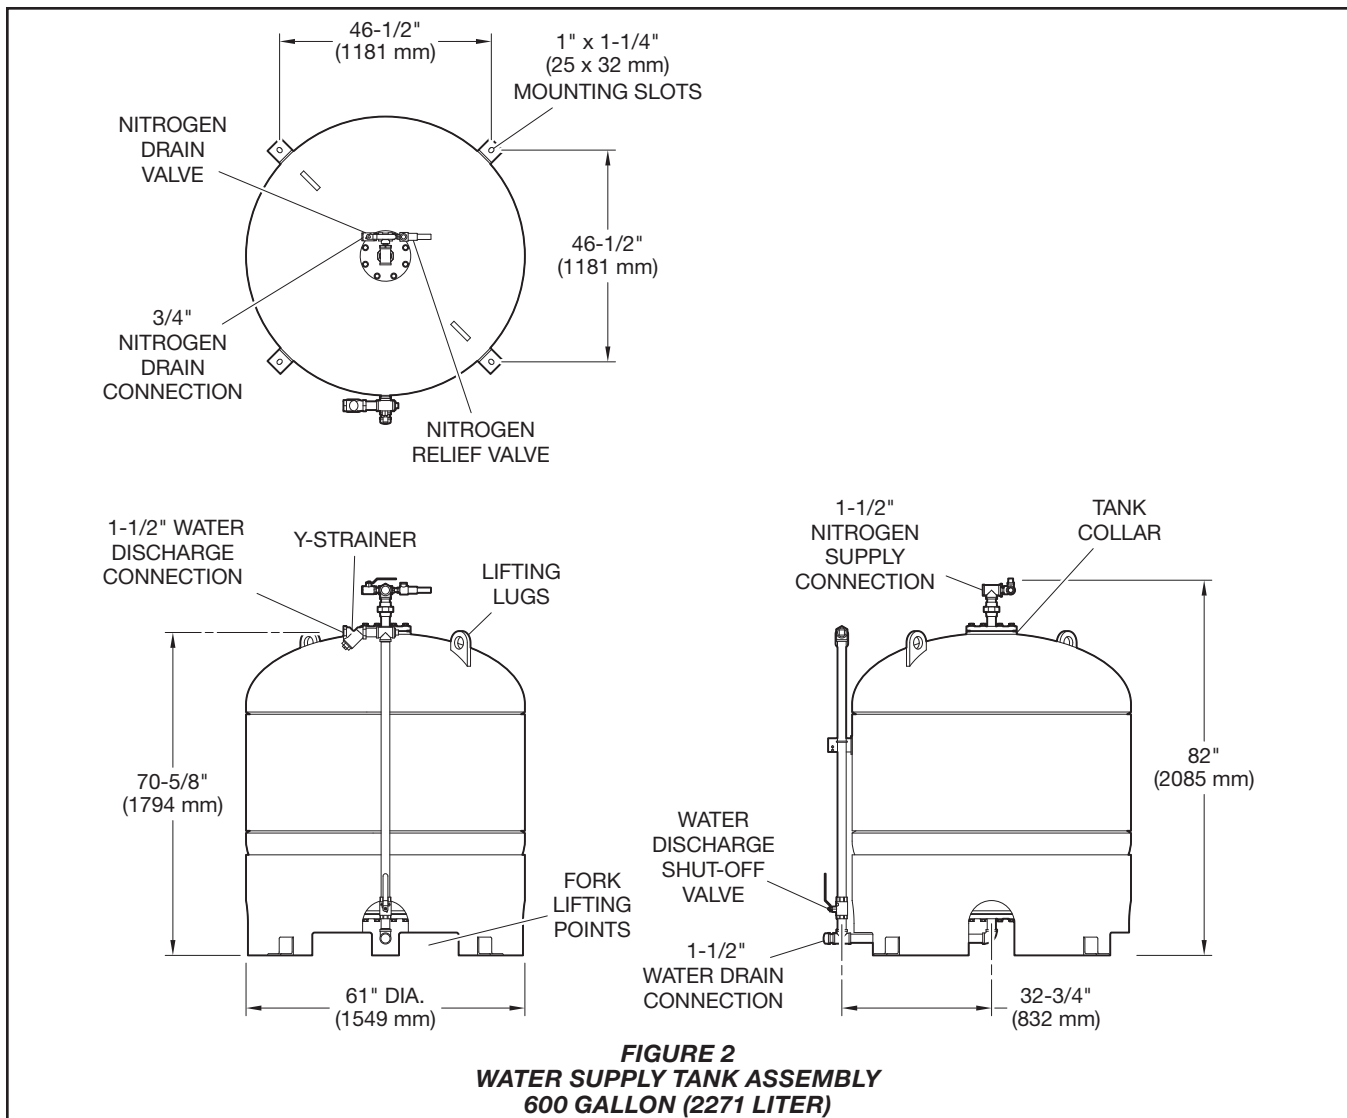 46-1/2"
(1181 mm)
1" x 1-1/4"
(25 x 32 mm)
MOUNTING SLOTS
NITROGEN
DRAIN
VALVE
46-1/2"
(1181 mm)
3/4"
NITROGEN
DRAIN
CONNECTION
NITROGEN
RELIEF VALVE
1-1/2" WATER
DISCHARGE
CONNECTION
Y-STRAINER
LIFTING
LUGS
1-1/2"
NITROGEN
SUPPLY
CONNECTION
TANK
COLLAR
70-5/8"
(1794 mm)
82"
(2085 mm)
WATER
DISCHARGE
SHUT-OFF
VALVE
FORK
LIFTING
POINTS
1-1/2"
WATER DRAIN
CONNECTION
61" DIA.
(1549 mm)
32-3/4"
(832 mm)
FIGURE 2
WATER SUPPLY TANK ASSEMBLY
600 GALLON (2271 LITER)